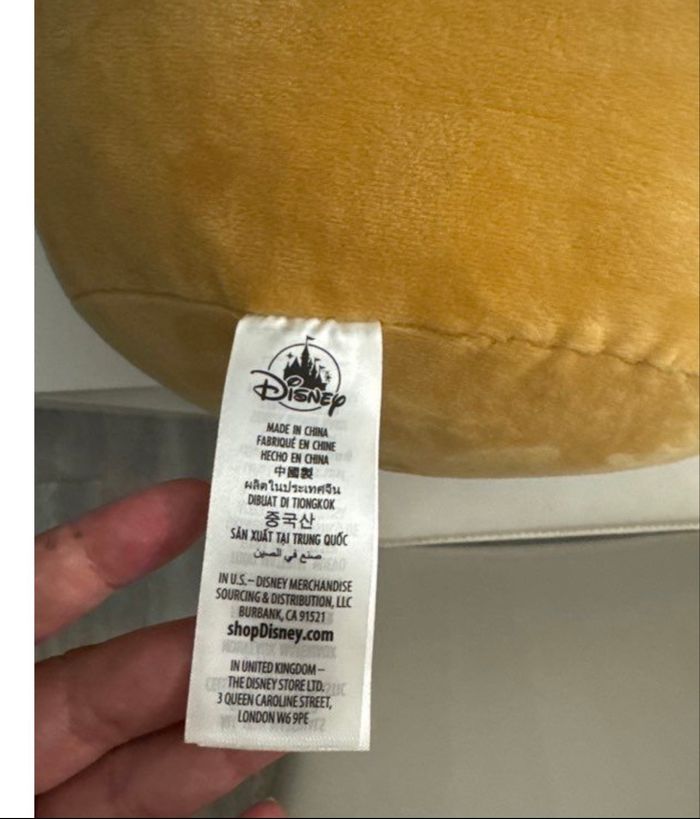 Disney
MADE IN CHINA
FABRIQUÉ EN CHINE
HECHO EN CHINA
中國製
ผลิตในประเทศจีน
DIBUAT DI TIONGKOK
중국산
SẢN XUẤT TẠI TRUNG QUỐC
صنع في الصين
IN U.S.– DISNEY MERCHANDISE
SOURCING & DISTRIBUTION, LLC
BURBANK, CA 91521
shopDisney.com
IN UNITED KINGDOM –
THE DISNEY STORE LTD.
3 QUEEN CAROLINE STREET,
LONDON W6 9PE